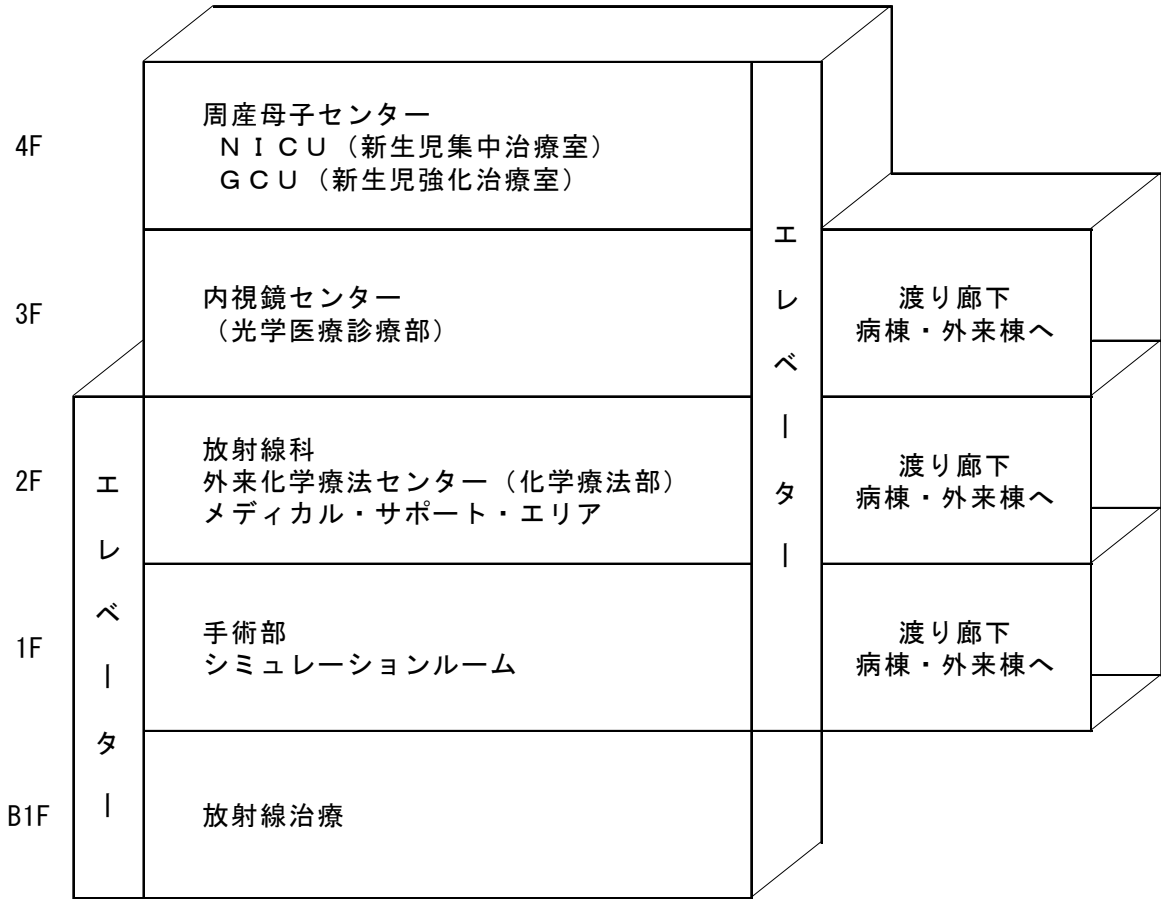 4F
周産母子センター
ＮＩＣＵ（新生児集中治療室）
ＧＣＵ（新生児強化治療室）
3F
内視鏡センター
（光学医療診療部）
渡り廊下
病棟・外来棟へ
2F
放射線科
外来化学療法センター（化学療法部）
メディカル・サポート・エリア
渡り廊下
病棟・外来棟へ
1F
手術部
シミュレーションルーム
渡り廊下
病棟・外来棟へ
B1F
放射線治療
エレベーター
エレベーター